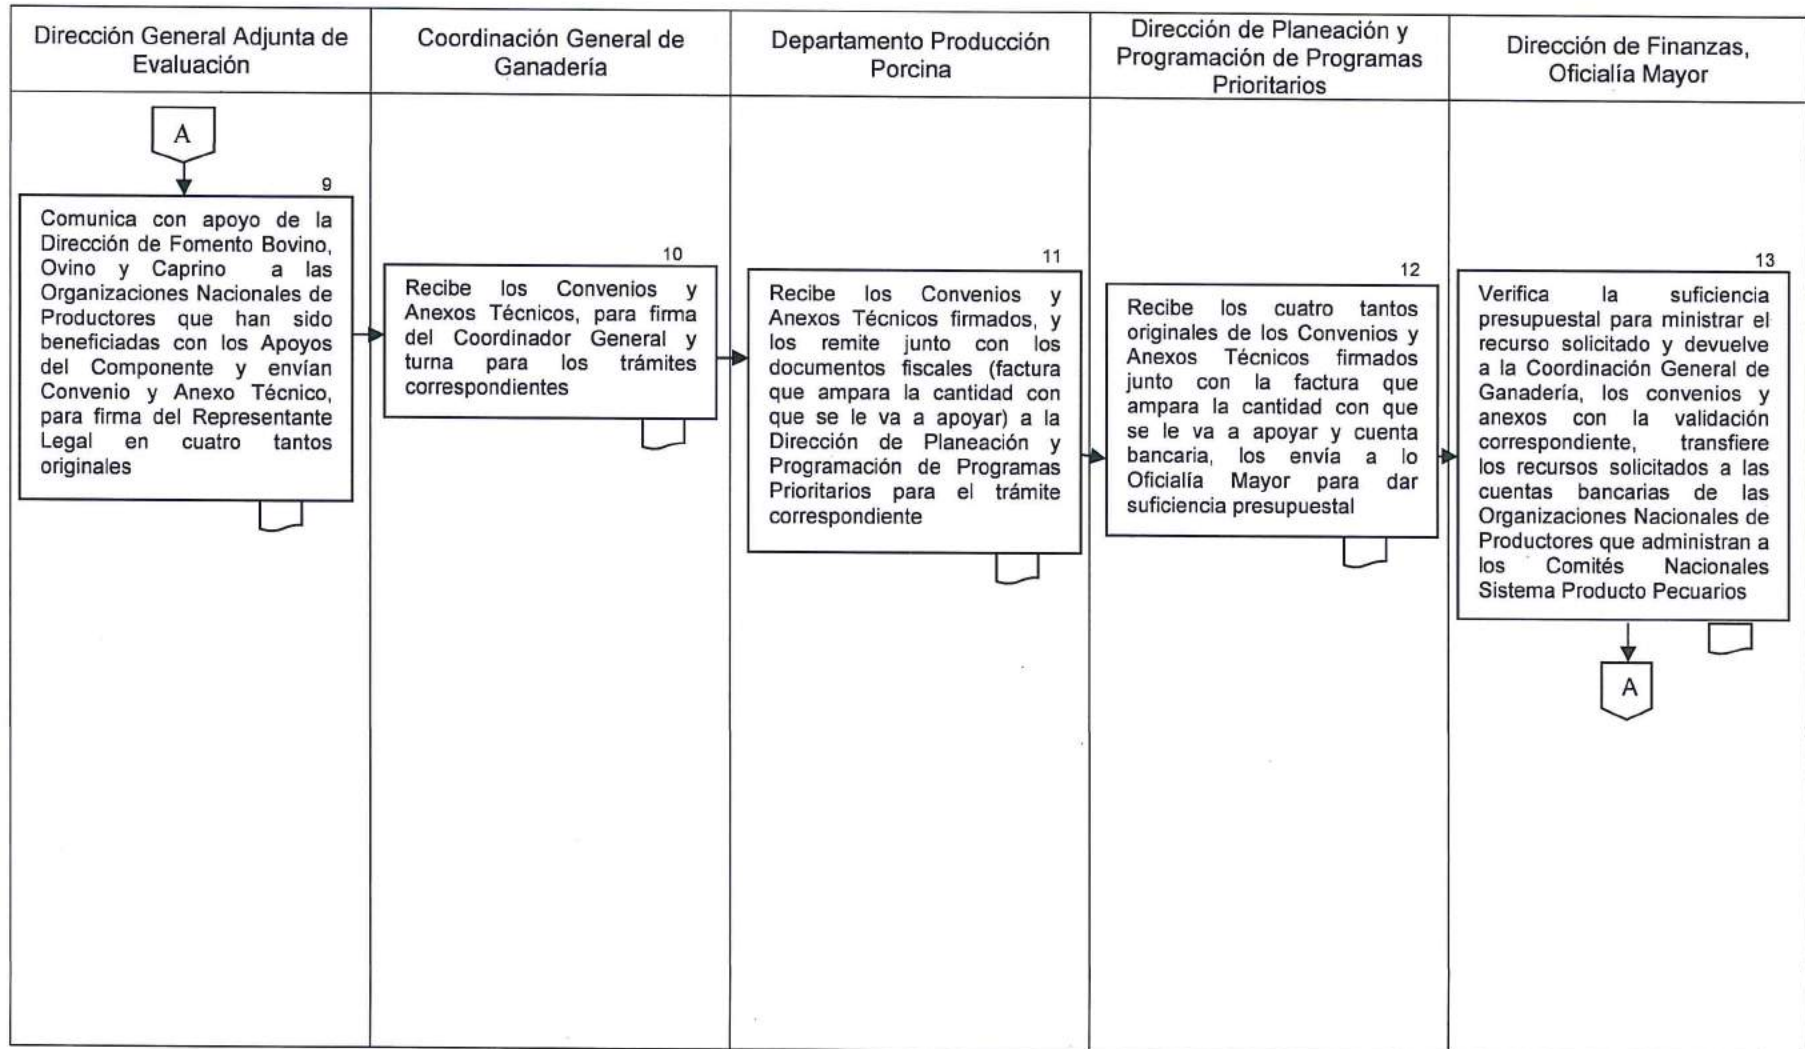 Dirección General Adjunta de
Evaluación
Coordinación General de
Ganadería
Departamento Producción
Porcina
Dirección de Planeación y
Programación de Programas
Prioritarios
Dirección de Finanzas,
Oficialía Mayor
A
9
Comunica con apoyo de la
Dirección de Fomento Bovino,
Ovino y Caprino a las
Organizaciones Nacionales de
Productores que han sido
beneficiadas con los Apoyos
del Componente y envían
Convenio y Anexo Técnico,
para firma del Representante
Legal en cuatro tantos
originales
10
Recibe los Convenios y
Anexos Técnicos, para firma
del Coordinador General y
turna para los trámites
correspondientes
11
Recibe los Convenios y
Anexos Técnicos firmados, y
los remite junto con los
documentos fiscales (factura
que ampara la cantidad con
que se le va a apoyar) a la
Dirección de Planeación y
Programación de Programas
Prioritarios para el trámite
correspondiente
12
Recibe los cuatro tantos
originales de los Convenios y
Anexos Técnicos firmados
junto con la factura que
ampara la cantidad con que
se le va a apoyar y cuenta
bancaria, los envía a lo
Oficialía Mayor para dar
suficiencia presupuestal
13
Verifica la suficiencia
presupuestal para ministrar el
recurso solicitado y devuelve
a la Coordinación General de
Ganadería, los convenios y
anexos con la validación
correspondiente, transfiere
los recursos solicitados a las
cuentas bancarias de las
Organizaciones Nacionales de
Productores que administran a
los Comités Nacionales
Sistema Producto Pecuarios
A